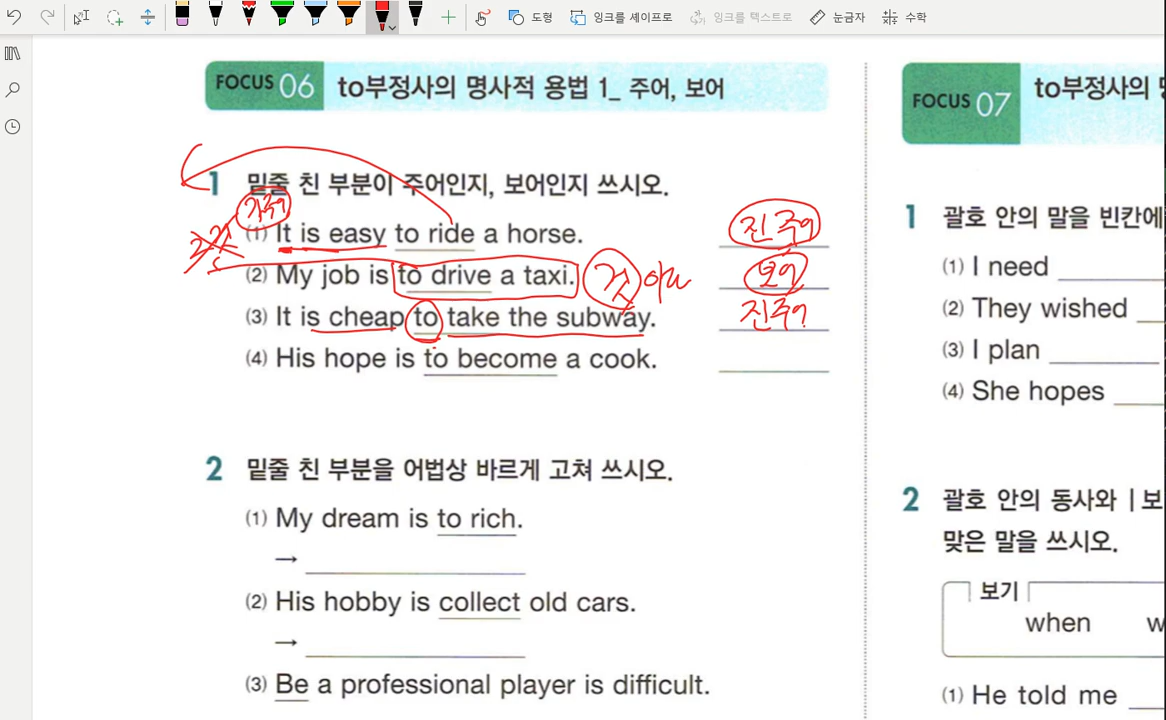 도형 잉크를 셰이프로 잉크를 텍스트로 눈금자 수학
FOCUS 06 to부정사의 명사적 용법 1_ 주어, 보어
1 밑줄 친 부분이 주어인지, 보어인지 쓰시오.
가주어
(1) It is easy to ride a horse. 진주어
(2) My job is to drive a taxi. 것 보어
(3) It is cheap to take the subway. 진주어
(4) His hope is to become a cook.
2 밑줄 친 부분을 어법상 바르게 고쳐 쓰시오.
(1) My dream is to rich.
→
(2) His hobby is collect old cars.
→
(3) Be a professional player is difficult.
FOCUS 07 to부정사의
1 괄호 안의 말을 빈칸에
(1) I need
(2) They wished
(3) I plan
(4) She hopes
2 괄호 안의 동사와 | 보
맞은 말을 쓰시오.
보기
when w
(1) He told me